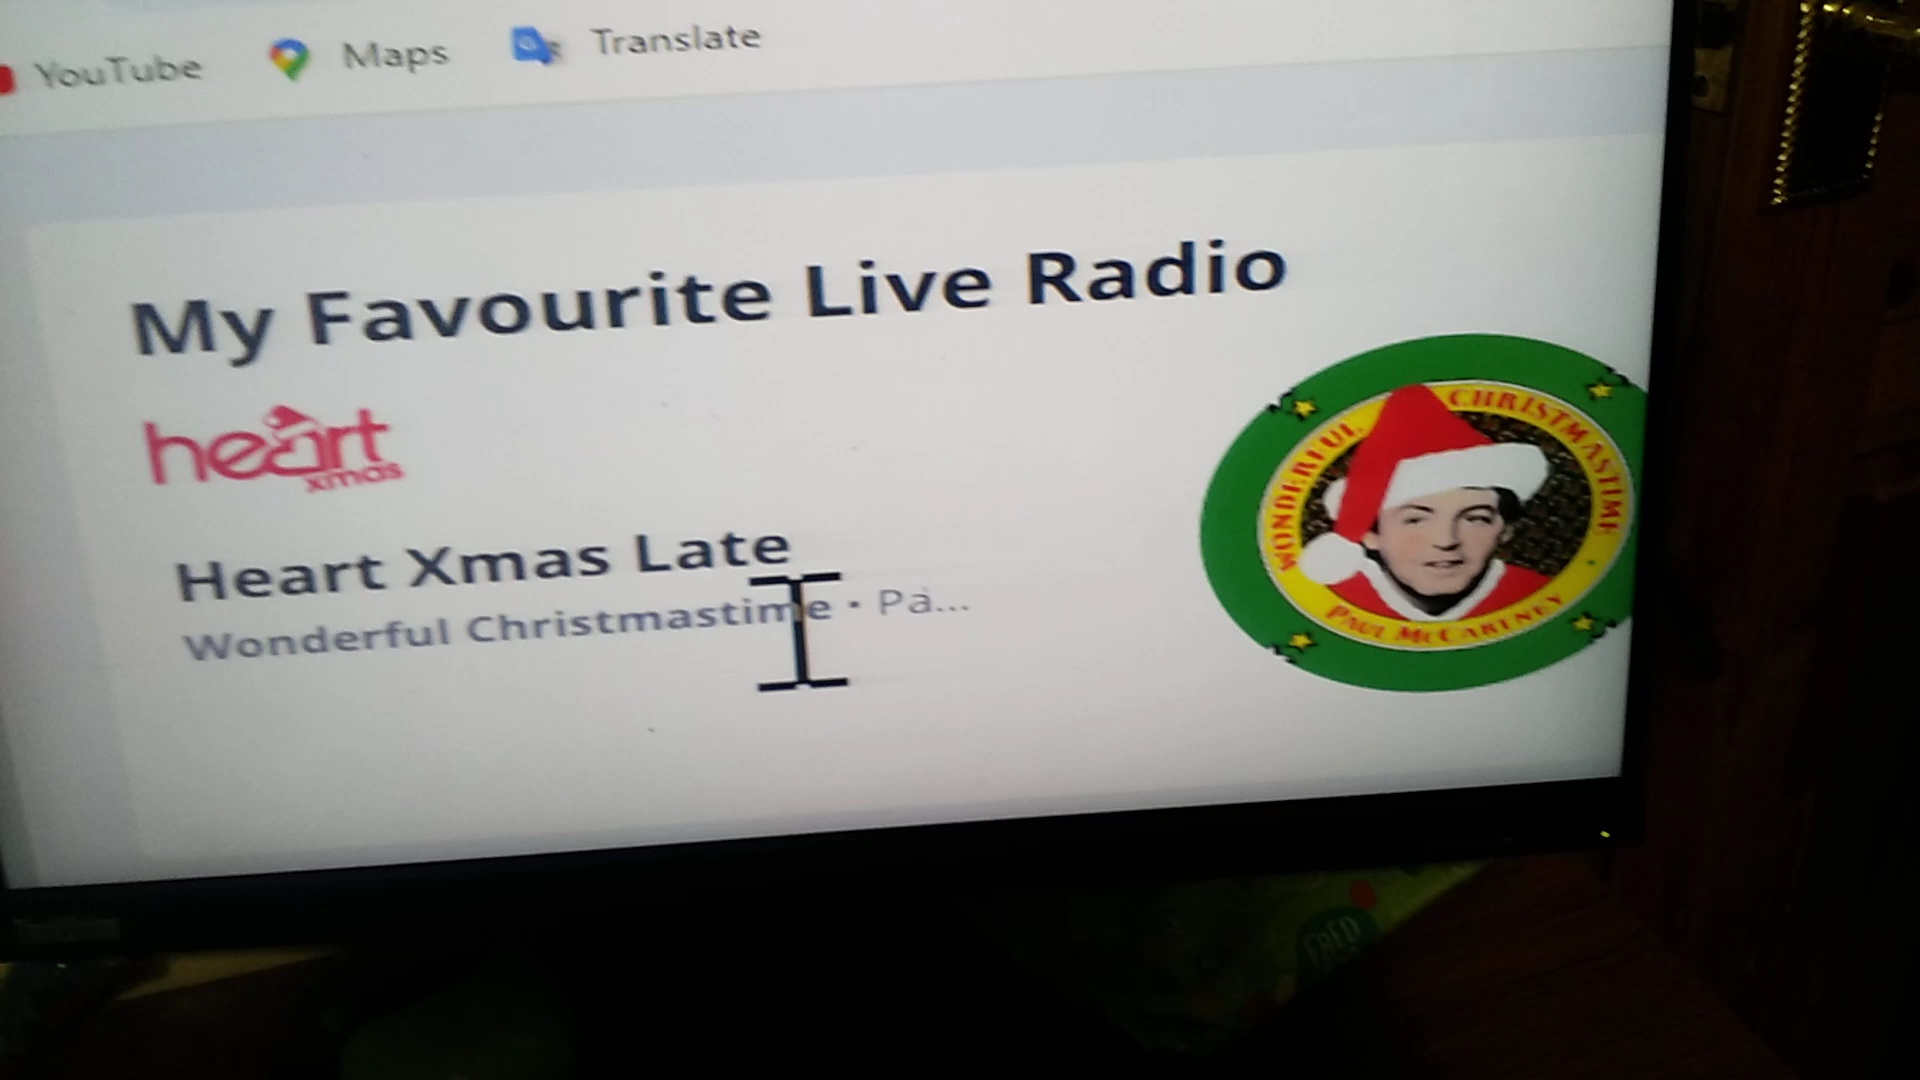 YouTube Maps Translate
My Favourite Live Radio
heart
xmas
Heart Xmas Late
Wonderful Christmastime • Pa...
WONDERFUL CHRISTMASTIME
PAUL MCCARTNEY
FRED